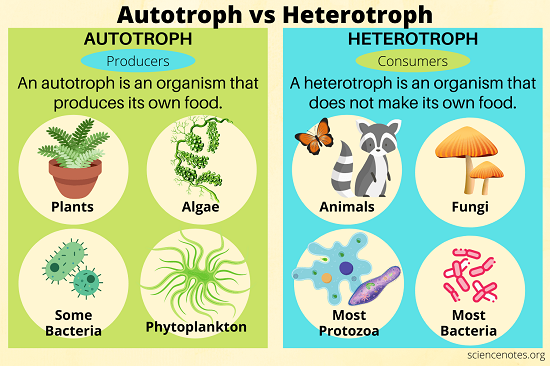 Autotroph vs Heterotroph
AUTOTROPH
Producers
An autotroph is an organism that
produces its own food.
Plants
Algae
Some
Bacteria
Phytoplankton
HETEROTROPH
Consumers
A heterotroph is an organism that
does not make its own food.
Animals
Fungi
Most
Protozoa
Most
Bacteria
sciencenotes.org